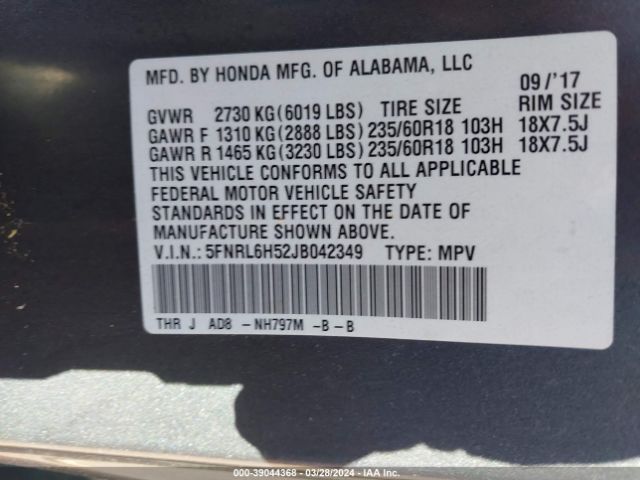 MFD. BY HONDA MFG. OF ALABAMA, LLC
09/'17
GVWR 2730 KG(6019 LBS) TIRE SIZE RIM SIZE
GAWR F 1310 KG(2888 LBS) 235/60R18 103H 18X7.5J
GAWR R 1465 KG(3230 LBS) 235/60R18 103H 18X7.5J
THIS VEHICLE CONFORMS TO ALL APPLICABLE
FEDERAL MOTOR VEHICLE SAFETY
STANDARDS IN EFFECT ON THE DATE OF
MANUFACTURE SHOWN ABOVE.
V.I.N.: 5FNRL6H52JB042349 TYPE: MPV
THR J AD8 -NH797M -B-B
000-39044368 | 03/28/2024 | IAA Inc.